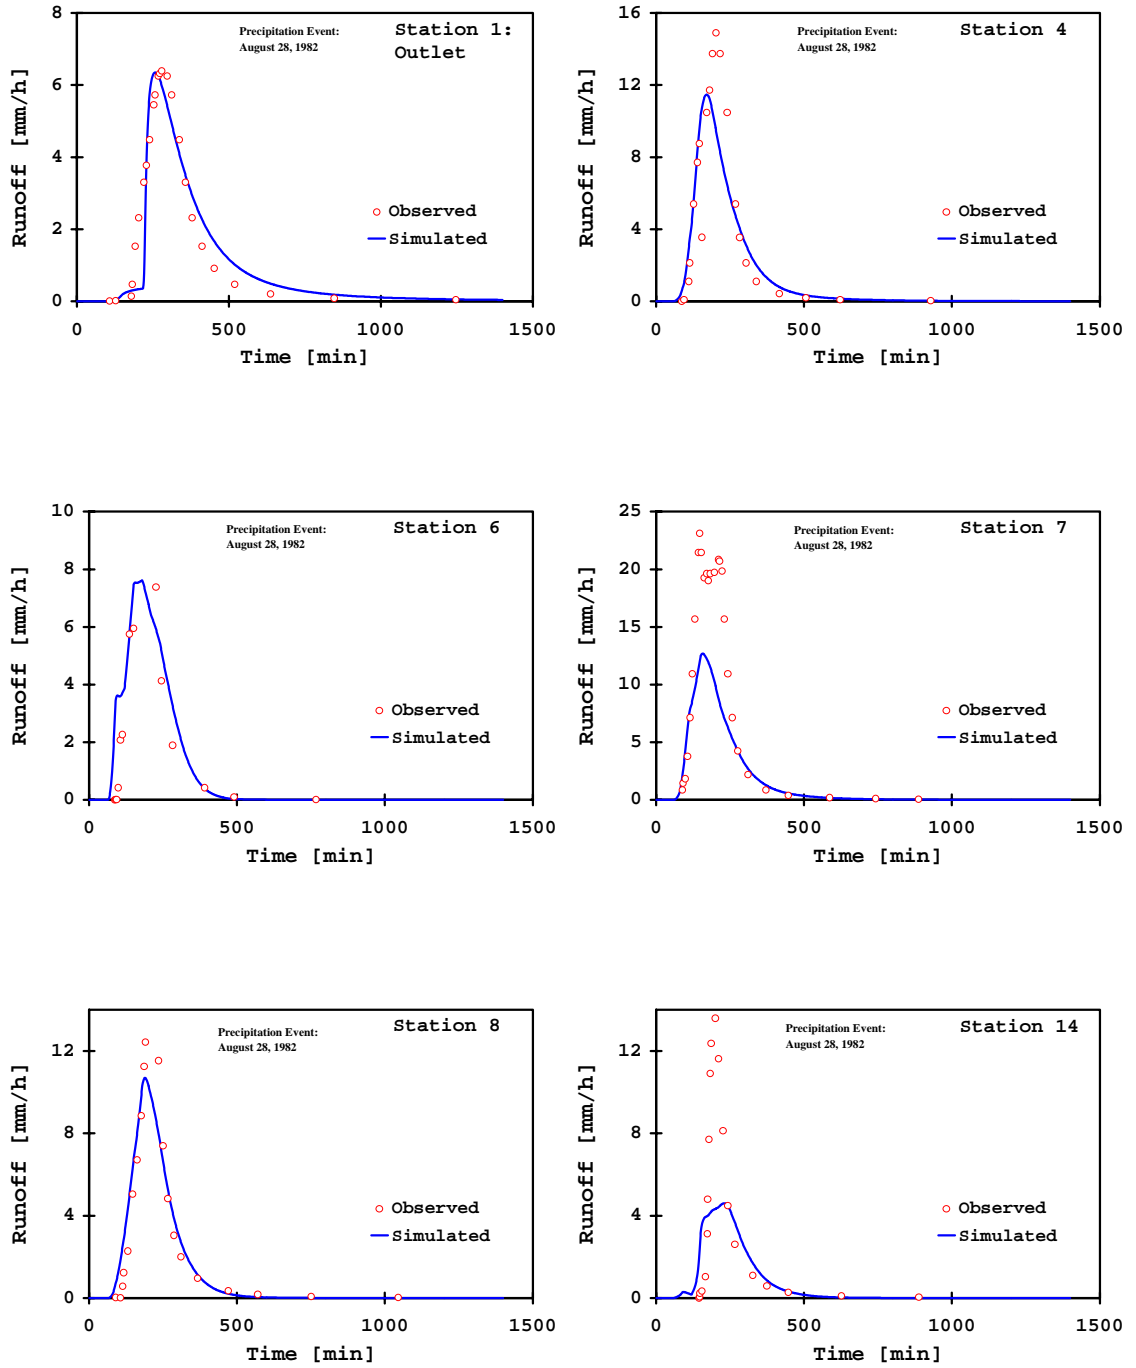 8
6
4
2
0
0
500
1000
1500
Runoff [mm/h]
Time [min]
Precipitation Event:
August 28, 1982
Station 1:
Outlet
Observed
Simulated
16
12
8
4
0
0
500
1000
1500
Runoff [mm/h]
Time [min]
Precipitation Event:
August 28, 1982
Station 4
Observed
Simulated
10
8
6
4
2
0
0
500
1000
1500
Runoff [mm/h]
Time [min]
Precipitation Event:
August 28, 1982
Station 6
Observed
Simulated
25
20
15
10
5
0
0
500
1000
1500
Runoff [mm/h]
Time [min]
Precipitation Event:
August 28, 1982
Station 7
Observed
Simulated
12
8
4
0
0
500
1000
1500
Runoff [mm/h]
Time [min]
Precipitation Event:
August 28, 1982
Station 8
Observed
Simulated
12
8
4
0
0
500
1000
1500
Runoff [mm/h]
Time [min]
Precipitation Event:
August 28, 1982
Station 14
Observed
Simulated